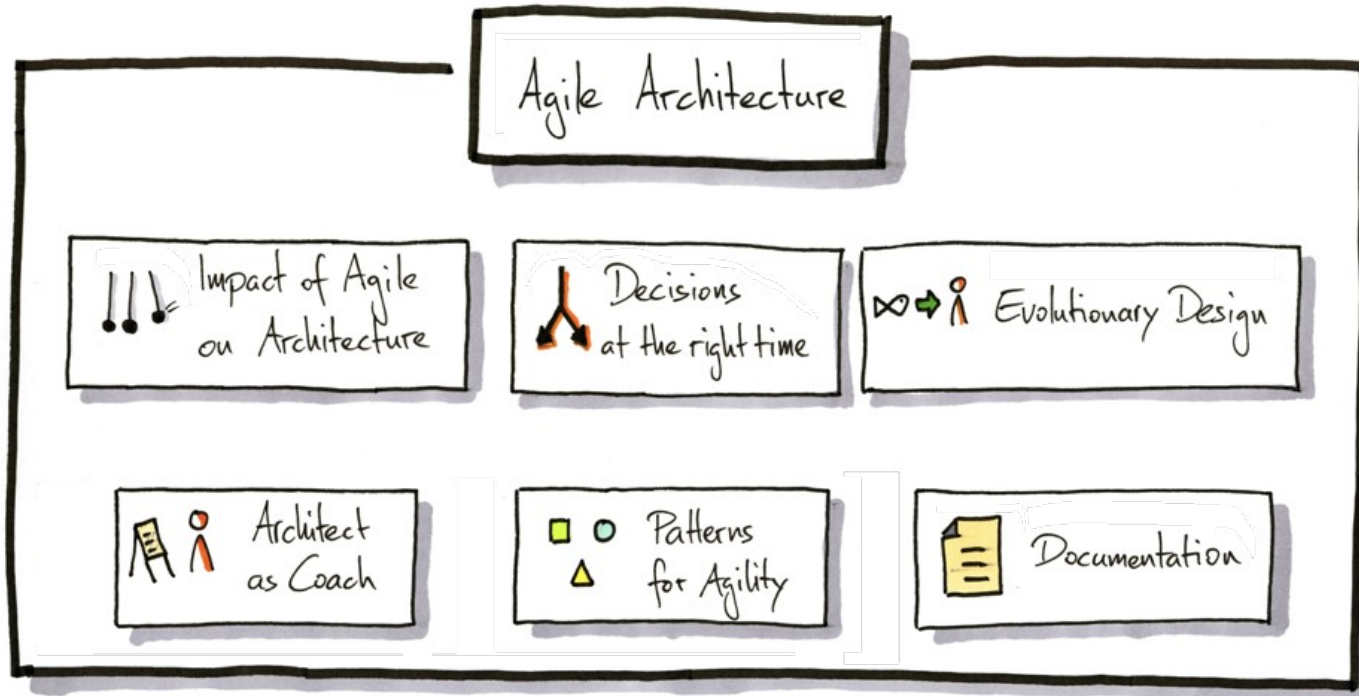 Agile Architecture
Impact of Agile
on Architecture
Decisions
at the right time
Evolutionary Design
Architect
as Coach
Patterns
for Agility
Documentation